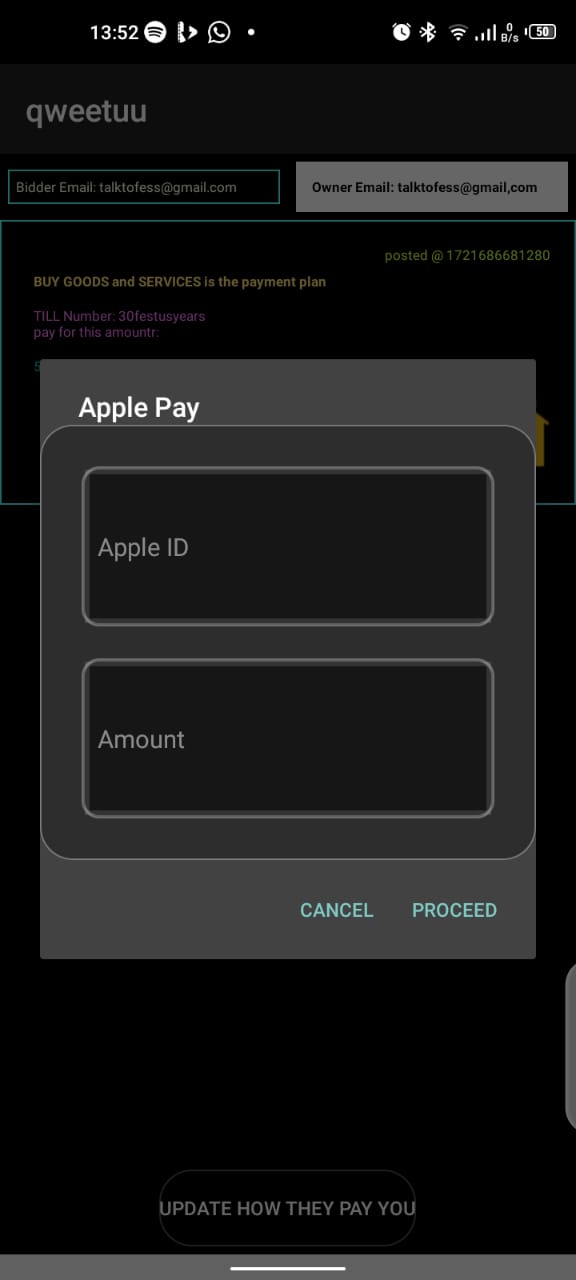 13:52
0
B/s
50
qweetuu
Bidder Email: talktofess@gmail.com
Owner Email: talktofess@gmail,com
posted @ 1721686681280
BUY GOODS and SERVICES is the payment plan
TILL Number: 30festusyears
pay for this amountr:
5
Apple Pay
Apple ID
Amount
CANCEL
PROCEED
UPDATE HOW THEY PAY YOU